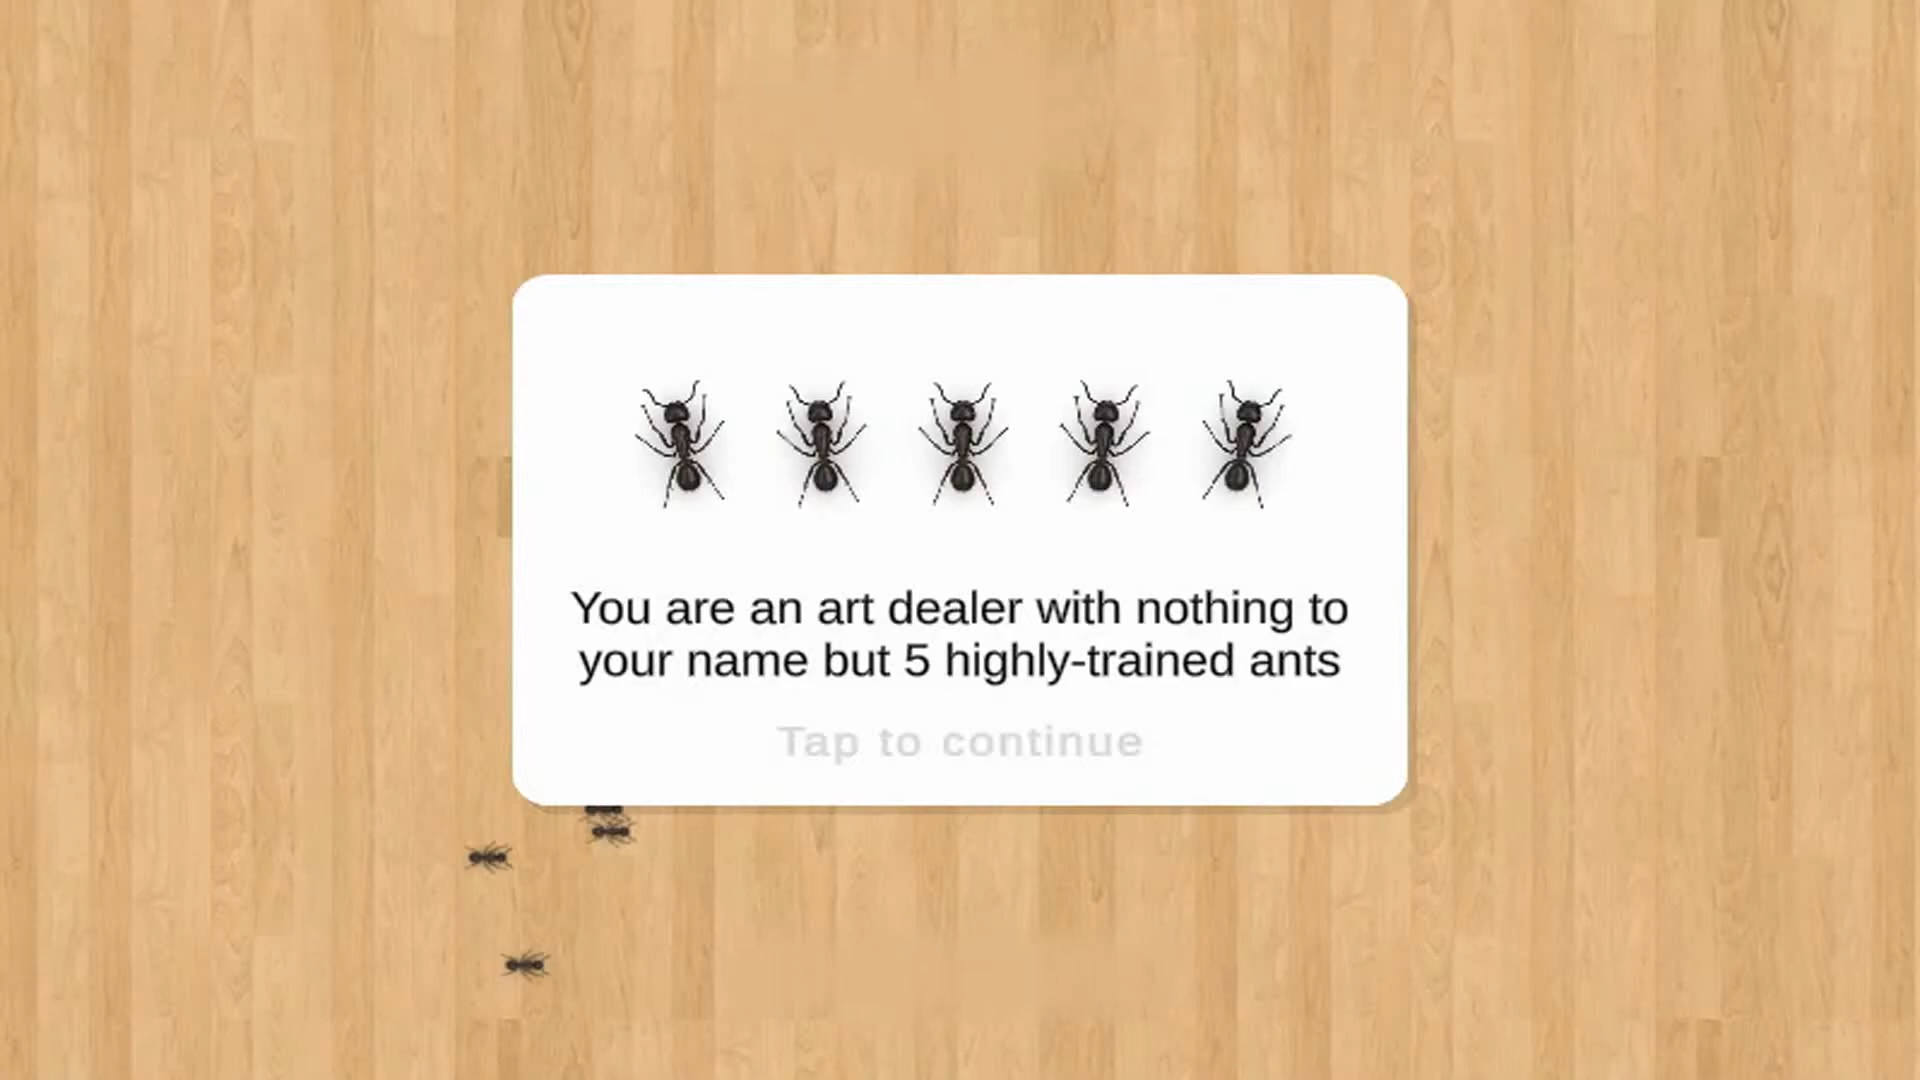 You are an art dealer with nothing to
your name but 5 highly-trained ants
Tap to continue